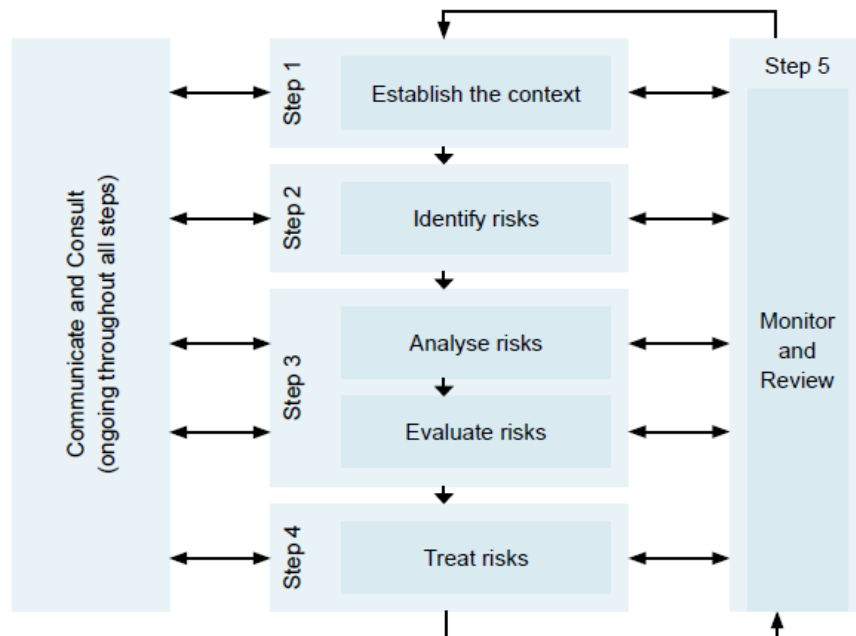 Communicate and Consult
(ongoing throughout all steps)
Step 1
Establish the context
Step 2
Identify risks
Step 3
Analyse risks
Evaluate risks
Step 4
Treat risks
Step 5
Monitor
and
Review